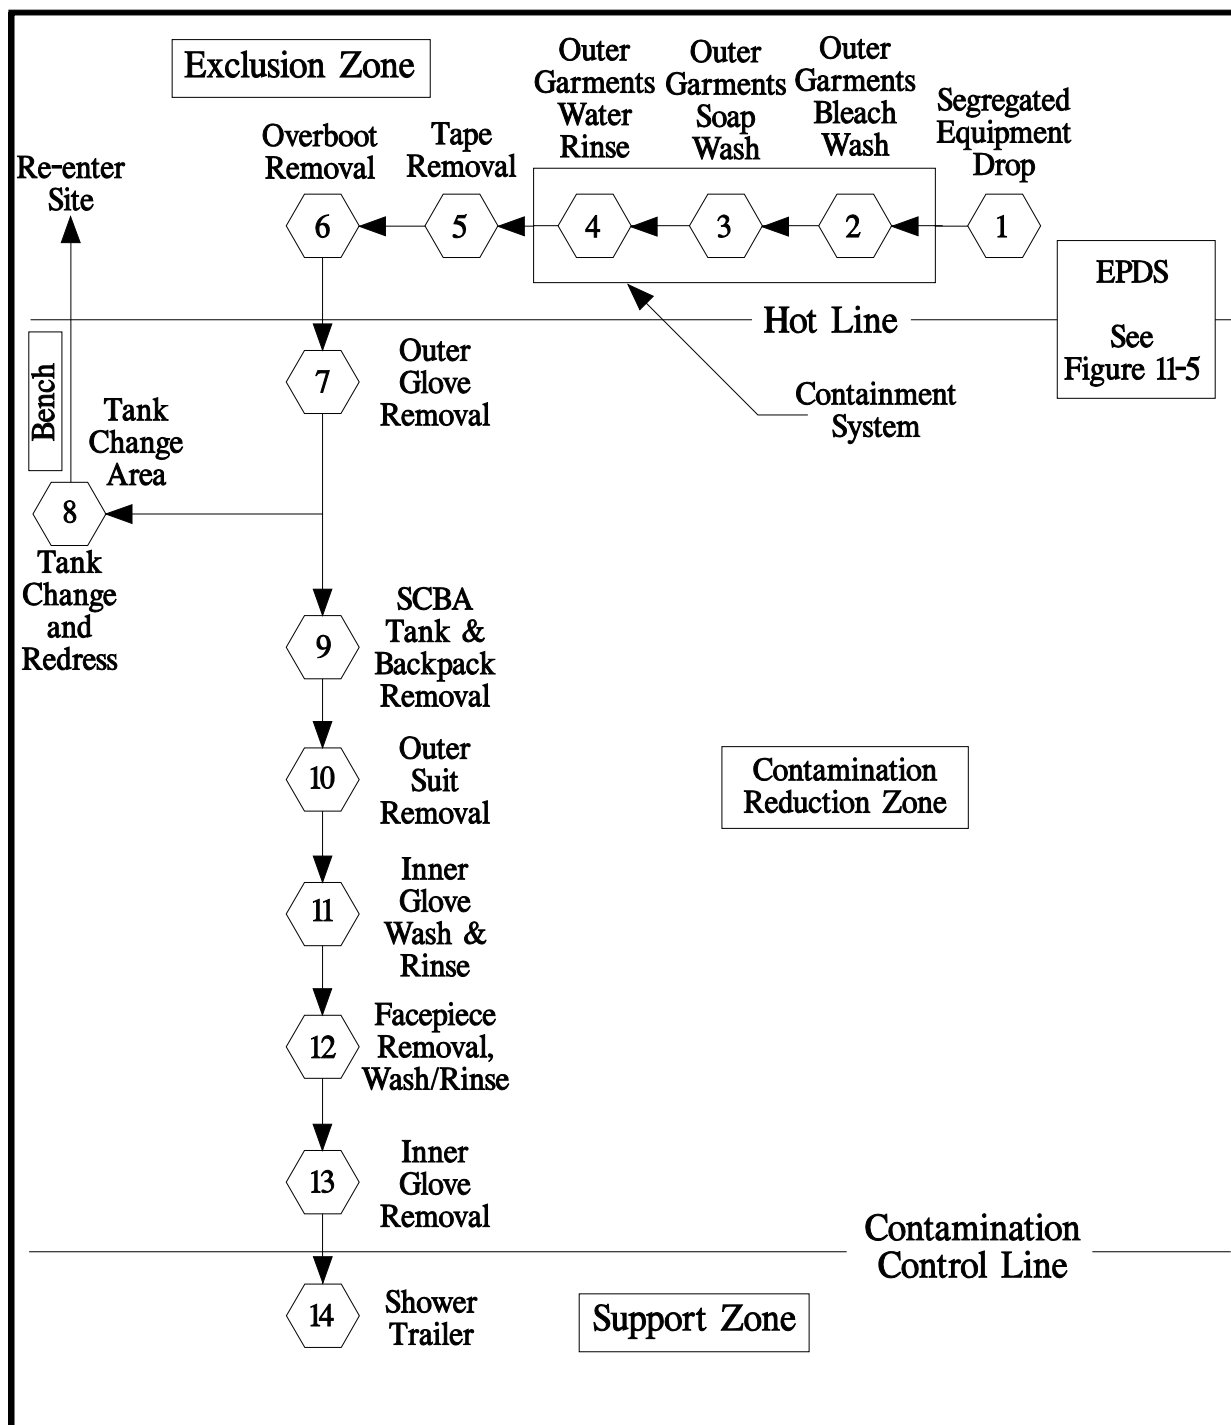 Exclusion Zone
Re-enter
Site
Overboot
Removal
6
Tape
Removal
5
Outer
Garments
Water
Rinse
4
Outer
Garments
Soap
Wash
3
Outer
Garments
Bleach
Wash
2
Segregated
Equipment
Drop
1
EPDS
See
Figure 11-5
Hot Line
Containment
System
7
Outer
Glove
Removal
Bench
Tank
Change
Area
8
Tank
Change
and
Redress
9
SCBA
Tank &
Backpack
Removal
10
Outer
Suit
Removal
Contamination
Reduction Zone
11
Inner
Glove
Wash &
Rinse
12
Facepiece
Removal,
Wash/Rinse
13
Inner
Glove
Removal
Contamination
Control Line
14
Shower
Trailer
Support Zone